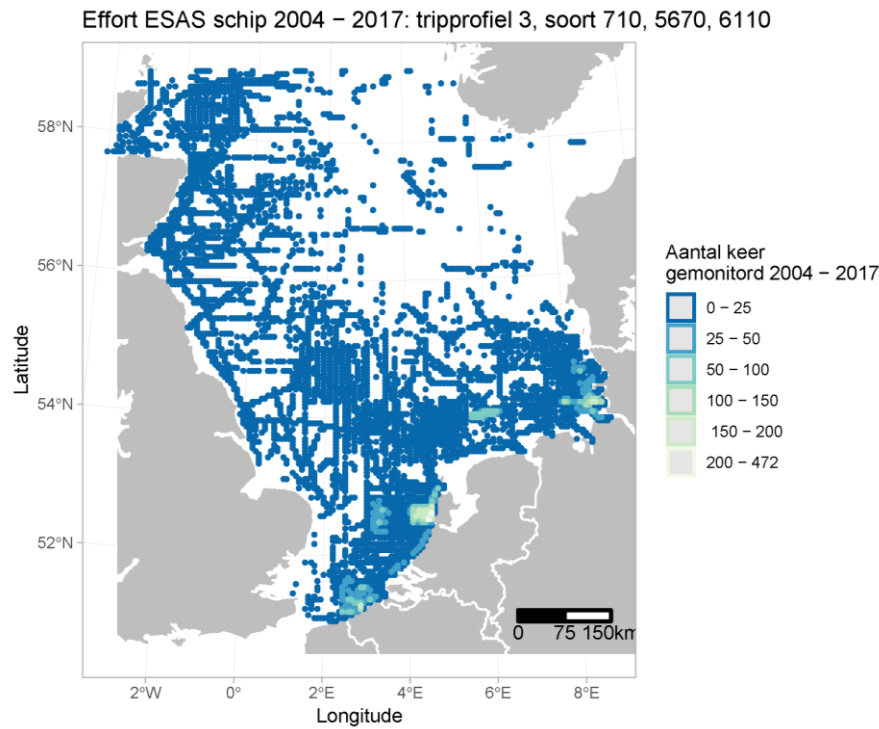 Effort ESAS schip 2004 − 2017: tripprofiel 3, soort 710, 5670, 6110
58°N
56°N
54°N
52°N
Latitude
2°W
0°
2°E
4°E
6°E
8°E
Longitude
0
75
150km
Aantal keer
gemonitord 2004 − 2017
0 − 25
25 − 50
50 − 100
100 − 150
150 − 200
200 − 472